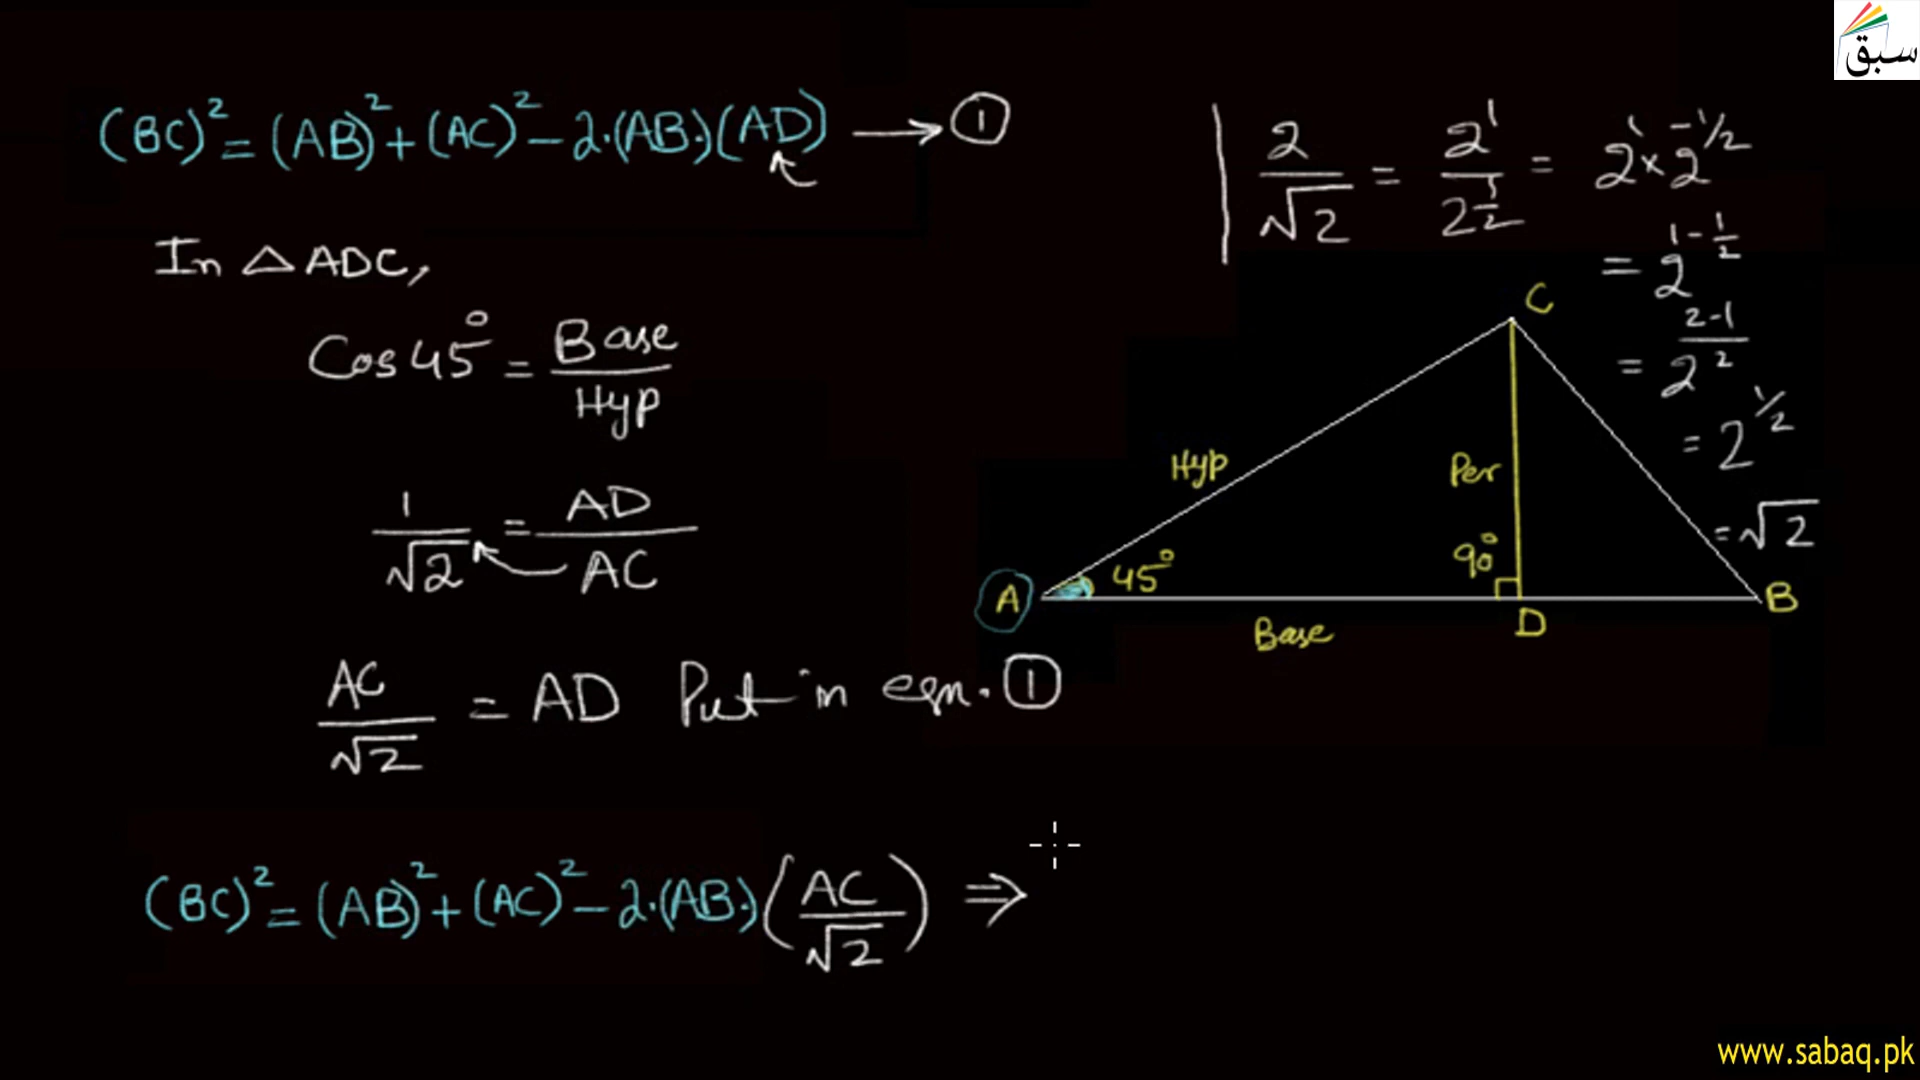 سبق
(BC)² = (AB)² + (AC)² - 2·(AB·)(AD) → ①
In △ ADC,
Cos 45° = Base / Hyp
1/√2 = AD/AC
AC/√2 = AD Put in eqn. ①
(BC)² = (AB)² + (AC)² - 2·(AB·)(AC/√2) ⇒
2/√2 = 2¹/2^(1/2) = 2¹ × 2^(-1/2)
= 2^(1 - 1/2)
= 2^((2-1)/2)
= 2^(1/2)
= √2
C
Hyp
Per
A
45°
90°
B
Base
D
www.sabaq.pk